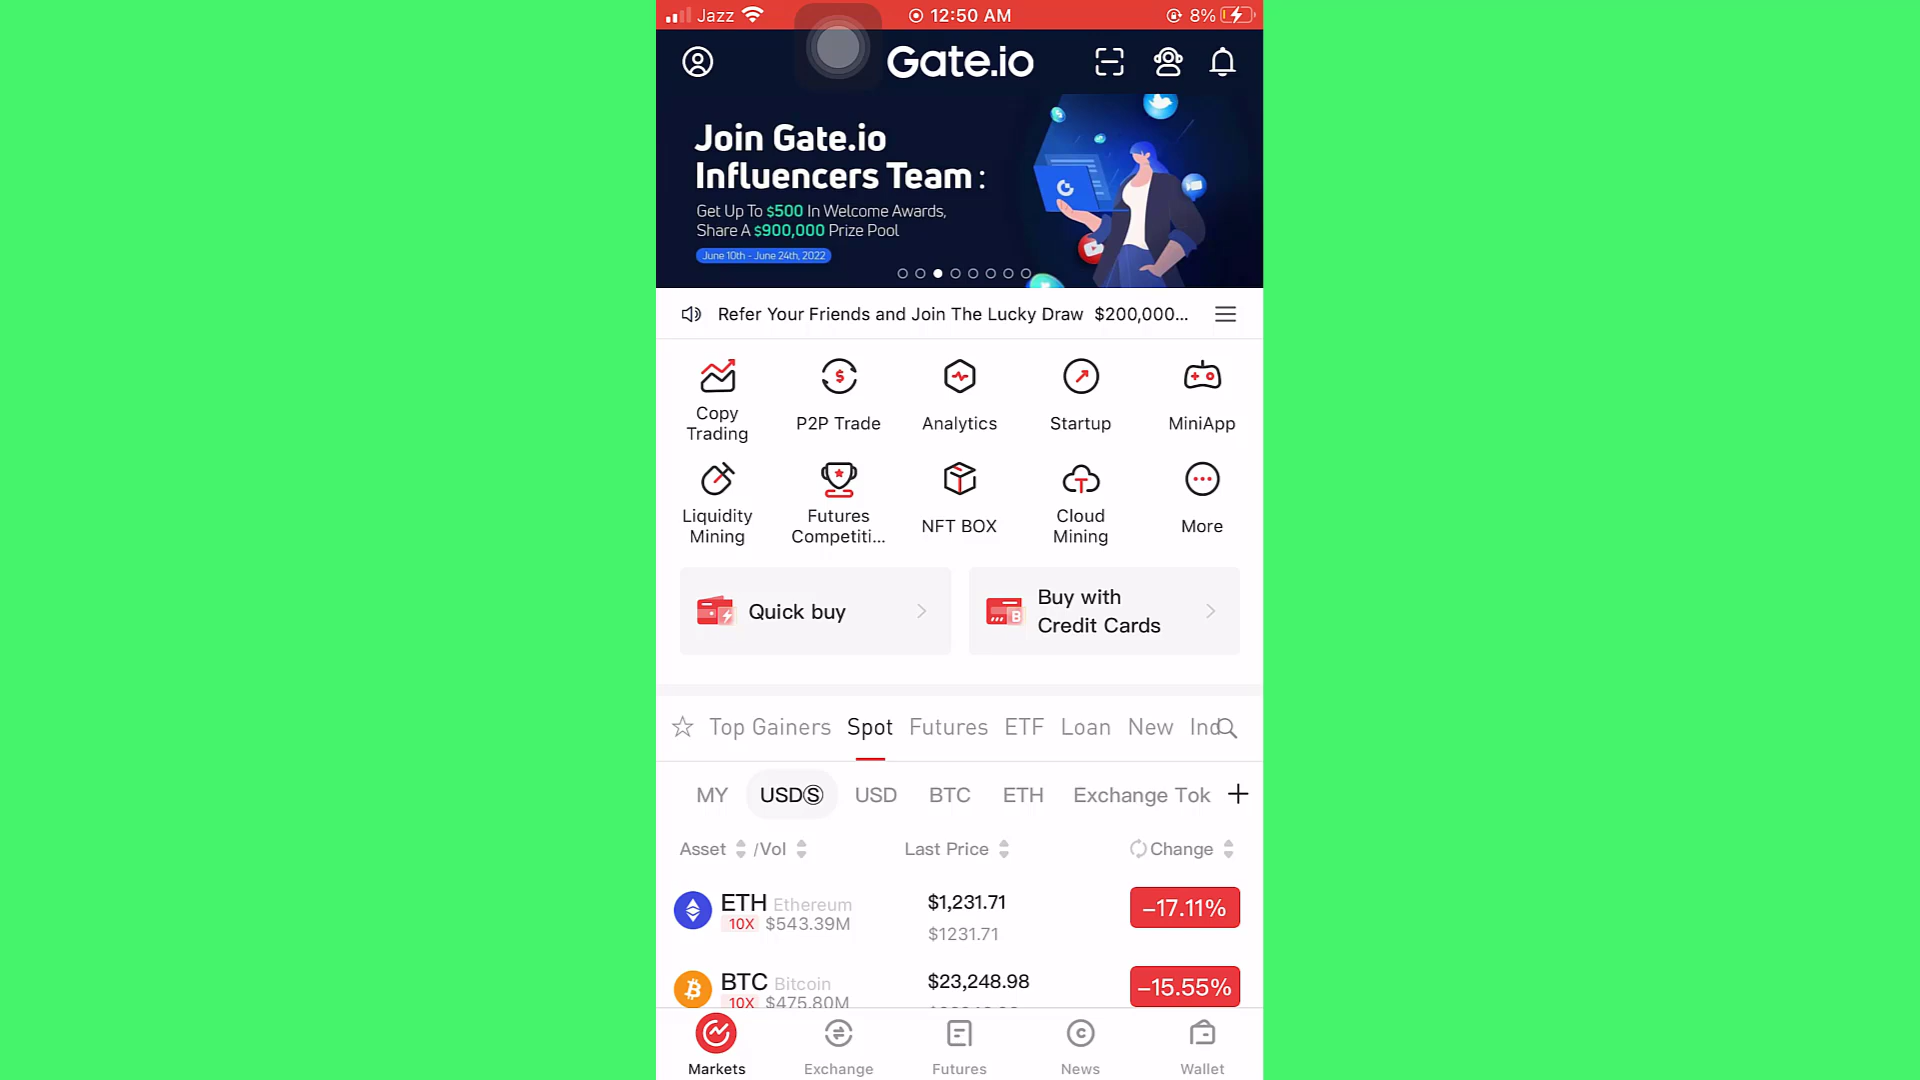 Jazz 12:50 AM 8%
Gate.io
Join Gate.io
Influencers Team :
Get Up To $500 In Welcome Awards,
Share A $900,000 Prize Pool
June 10th - June 24th, 2022
Refer Your Friends and Join The Lucky Draw $200,000...
Copy Trading
P2P Trade
Analytics
Startup
MiniApp
Liquidity Mining
Futures Competiti...
NFT BOX
Cloud Mining
More
Quick buy
Buy with Credit Cards
Top Gainers Spot Futures ETF Loan New Ind
MY USDⓈ USD BTC ETH Exchange Tok +
Asset /Vol Last Price Change
ETH Ethereum $1,231.71 -17.11%
10X $543.39M $1231.71
BTC Bitcoin $23,248.98 -15.55%
10X $475.80M
Markets Exchange Futures News Wallet